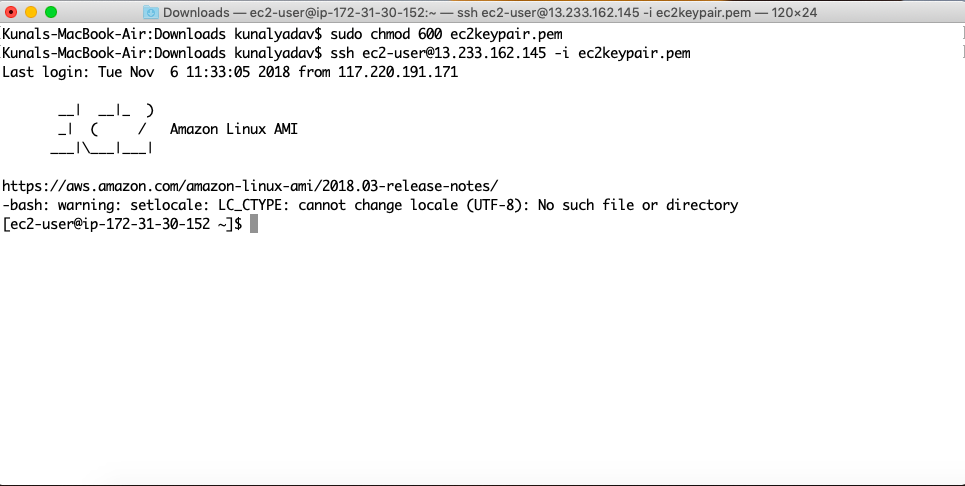 Downloads — ec2-user@ip-172-31-30-152:~ — ssh ec2-user@13.233.162.145 -i ec2keypair.pem — 120×24
Kunals-MacBook-Air:Downloads kunalyadav$ sudo chmod 600 ec2keypair.pem
Kunals-MacBook-Air:Downloads kunalyadav$ ssh ec2-user@13.233.162.145 -i ec2keypair.pem
Last login: Tue Nov  6 11:33:05 2018 from 117.220.191.171

       __|  __|_  )
       _|  (     /   Amazon Linux AMI
      ___|\___|___|

https://aws.amazon.com/amazon-linux-ami/2018.03-release-notes/
-bash: warning: setlocale: LC_CTYPE: cannot change locale (UTF-8): No such file or directory
[ec2-user@ip-172-31-30-152 ~]$